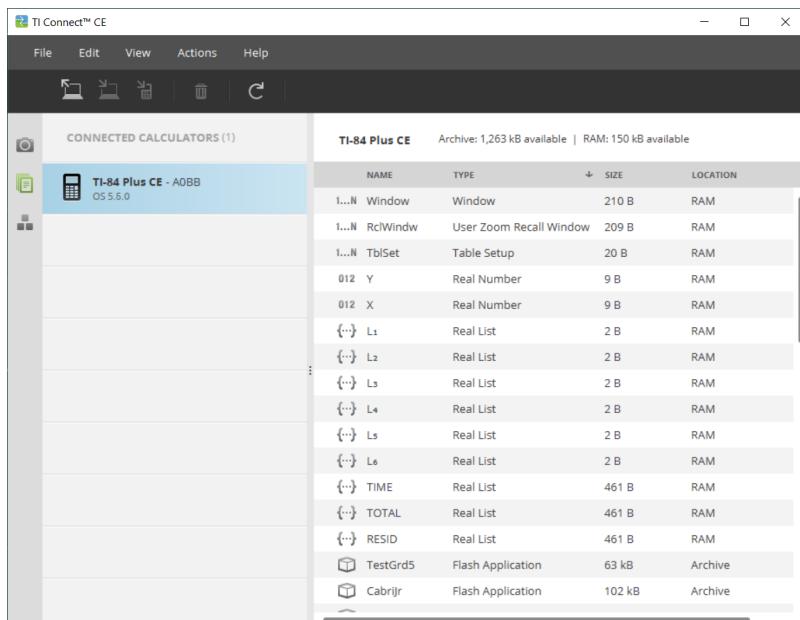 TI Connect™ CE
File Edit View Actions Help
CONNECTED CALCULATORS (1)
TI-84 Plus CE - A0BB
OS 5.6.0
TI-84 Plus CE Archive: 1,263 kB available | RAM: 150 kB available
NAME TYPE SIZE LOCATION
1...N Window Window 210 B RAM
1...N RclWindw User Zoom Recall Window 209 B RAM
1...N TblSet Table Setup 20 B RAM
012 Y Real Number 9 B RAM
012 X Real Number 9 B RAM
{···} L₁ Real List 2 B RAM
{···} L₂ Real List 2 B RAM
{···} L₃ Real List 2 B RAM
{···} L₄ Real List 2 B RAM
{···} L₅ Real List 2 B RAM
{···} L₆ Real List 2 B RAM
{···} TIME Real List 461 B RAM
{···} TOTAL Real List 461 B RAM
{···} RESID Real List 461 B RAM
TestGrd5 Flash Application 63 kB Archive
CabriJr Flash Application 102 kB Archive